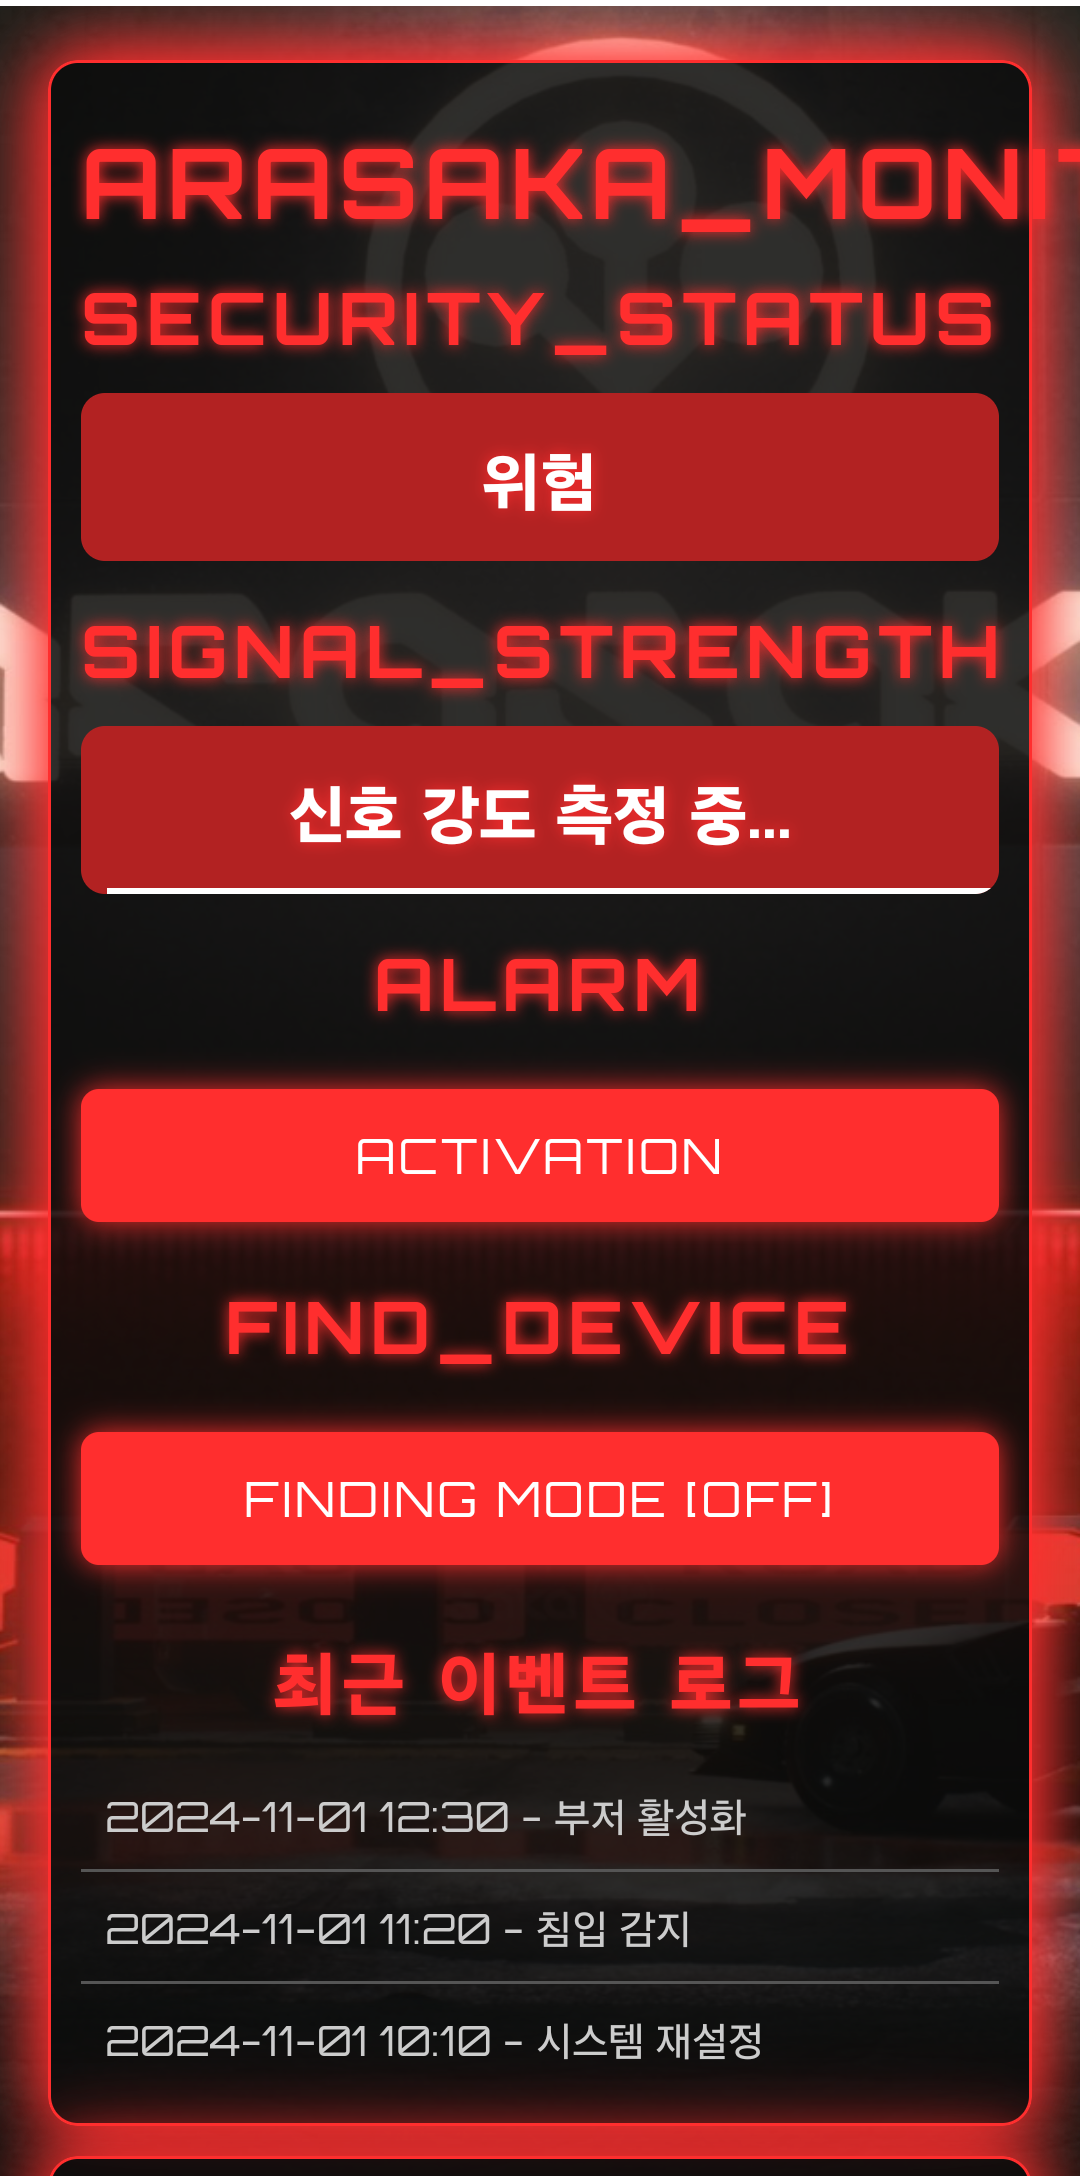 ARASAKA_MONIT
SECURITY_STATUS
위험
SIGNAL_STRENGTH
신호 강도 측정 중...
ALARM
ACTIVATION
FIND_DEVICE
FINDING MODE [OFF]
CLOSED
최근 이벤트 로그
2024-11-01 12:30 - 부저 활성화
2024-11-01 11:20 - 침입 감지
2024-11-01 10:10 - 시스템 재설정